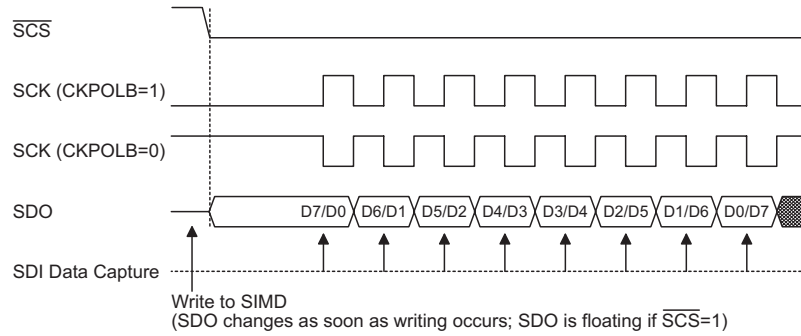 SCS
SCK (CKPOLB=1)
SCK (CKPOLB=0)
SDO
D7/D0 D6/D1 D5/D2 D4/D3 D3/D4 D2/D5 D1/D6 D0/D7
SDI Data Capture
Write to SIMD
(SDO changes as soon as writing occurs; SDO is floating if SCS=1)